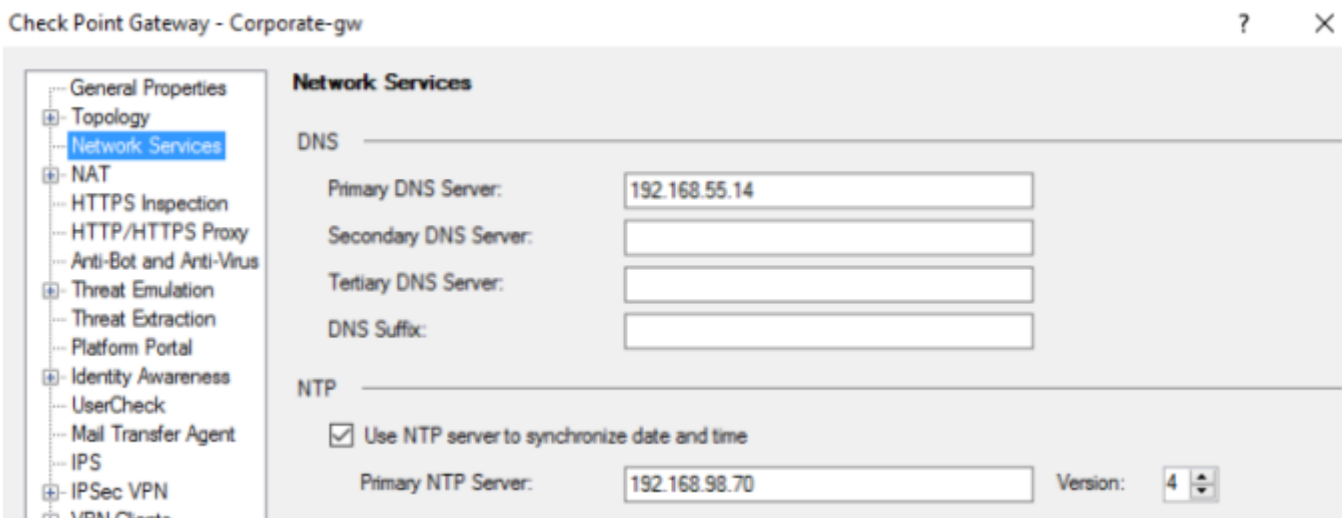 Check Point Gateway - Corporate-gw
?
General Properties
Topology
Network Services
NAT
HTTPS Inspection
HTTP/HTTPS Proxy
Anti-Bot and Anti-Virus
Threat Emulation
Threat Extraction
Platform Portal
Identity Awareness
UserCheck
Mail Transfer Agent
IPS
IPSec VPN
VPN Clients
Network Services
DNS
Primary DNS Server: 192.168.55.14
Secondary DNS Server:
Tertiary DNS Server:
DNS Suffix:
NTP
Use NTP server to synchronize date and time
Primary NTP Server: 192.168.98.70 Version: 4